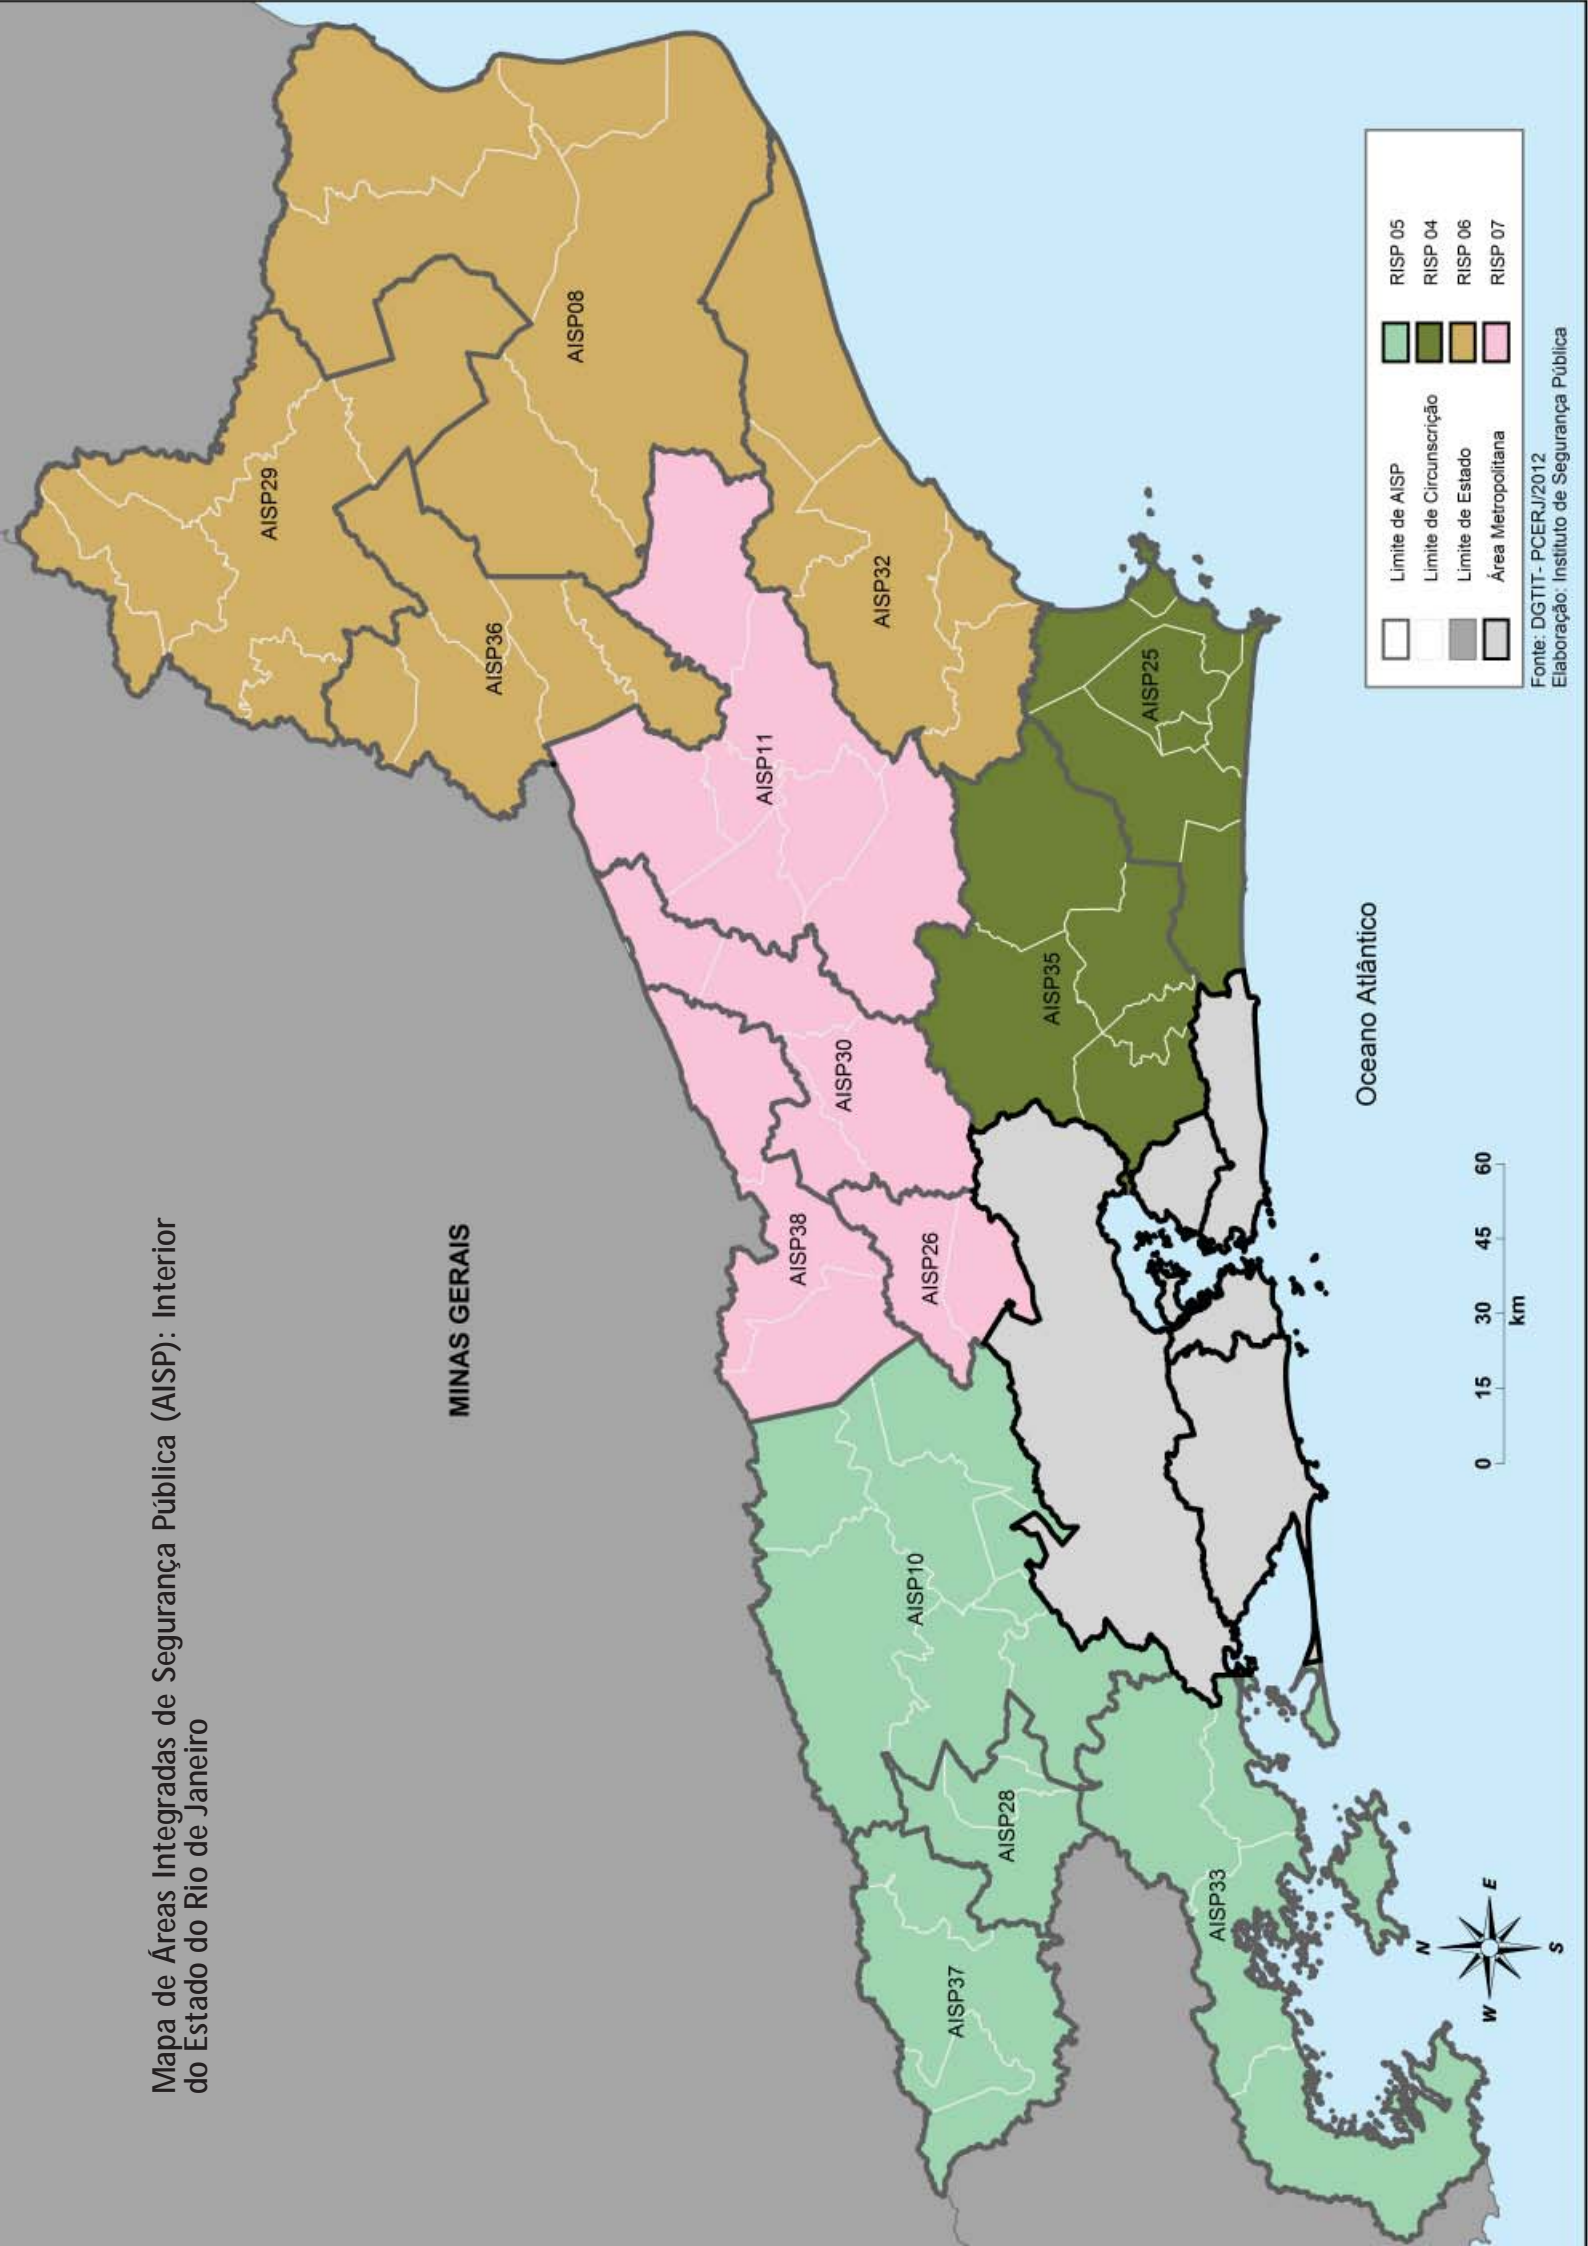 Mapa de Áreas Integradas de Segurança Pública (AISP): Interior
do Estado do Rio de Janeiro
MINAS GERAIS
AISP29
AISP08
AISP36
AISP32
AISP11
AISP25
AISP35
AISP30
AISP38
AISP26
AISP10
AISP28
AISP33
AISP37
Oceano Atlântico
0 15 30 45 60
km
N
W E
S
Limite de AISP
Limite de Circunscrição
Limite de Estado
Área Metropolitana
RISP 05
RISP 04
RISP 06
RISP 07
Fonte: DGTIT - PCERJ/2012
Elaboração: Instituto de Segurança Pública